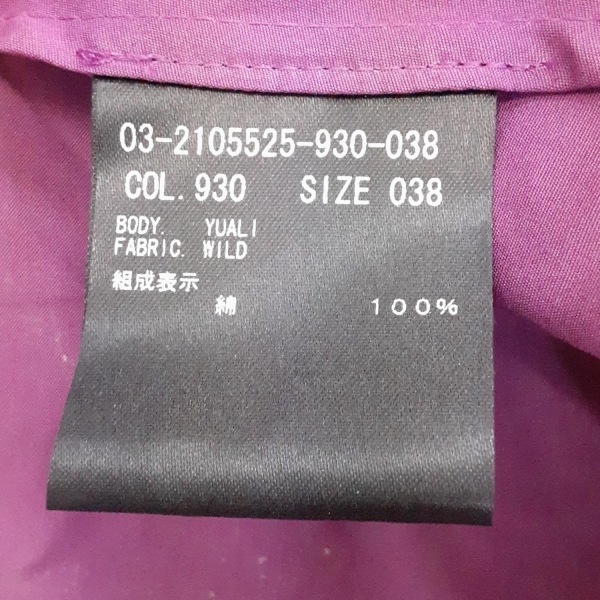 03-2105525-930-038
COL. 930 SIZE 038
BODY. YUALI
FABRIC. WILD
組成表示
綿 100%